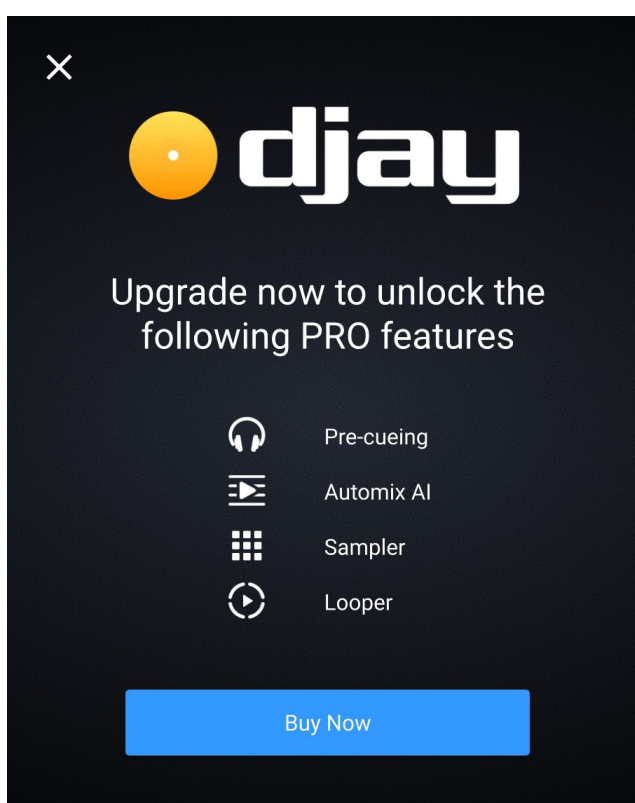 djay
Upgrade now to unlock the
following PRO features
Pre-cueing
Automix AI
Sampler
Looper
Buy Now